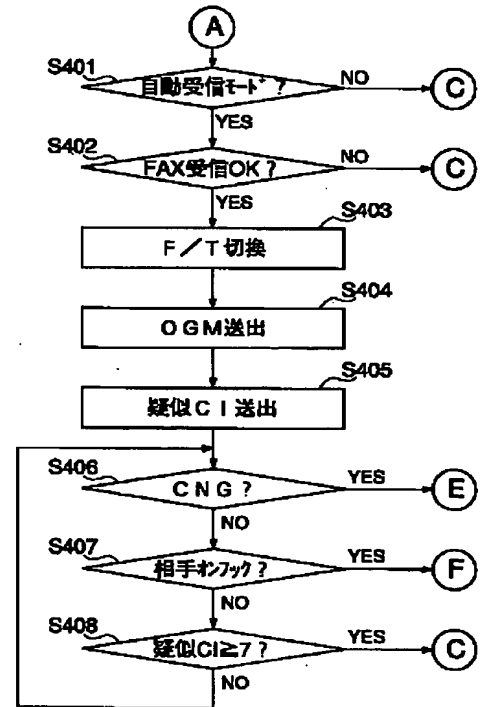 A
S401
自動受信モード?
NO
C
YES
S402
FAX受信OK?
NO
C
YES
S403
F/T切換
S404
OGM送出
S405
疑似CI送出
S406
CNG?
YES
E
NO
S407
相手オンフック?
YES
F
NO
S408
疑似CI≧7?
YES
C
NO